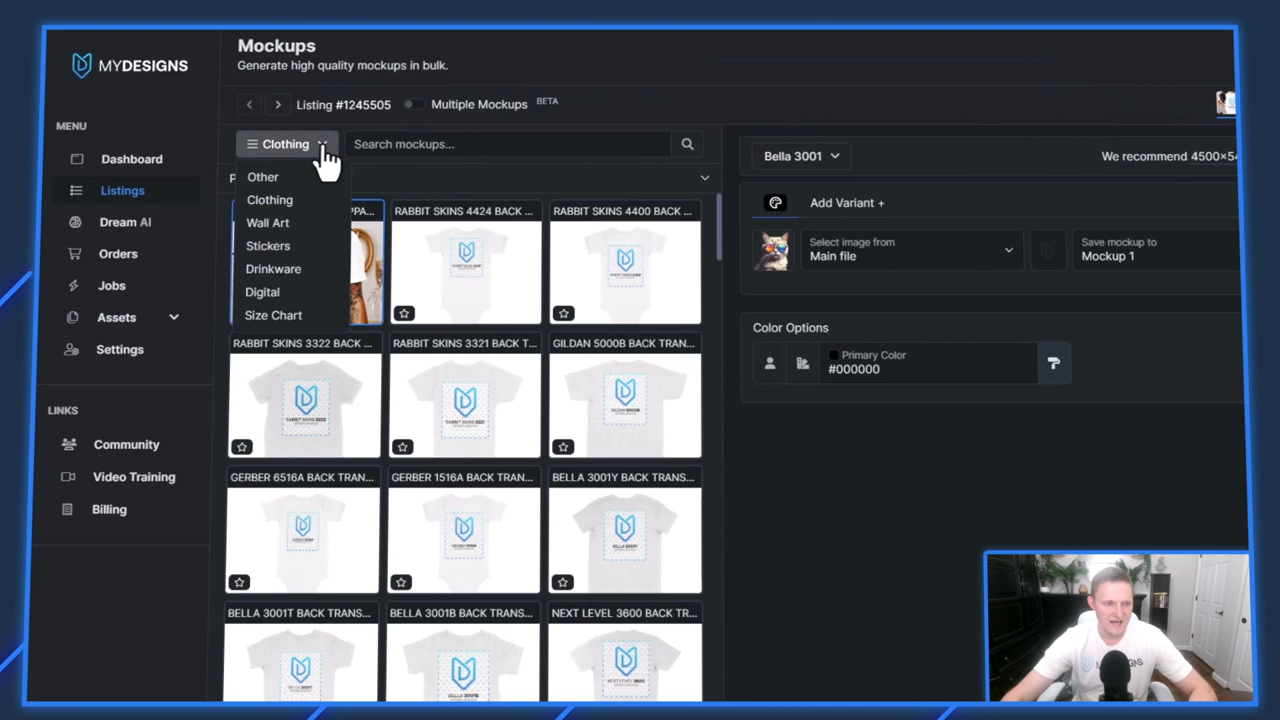 MYDESIGNS
Mockups
Generate high quality mockups in bulk.
Listing #1245505
Multiple Mockups
BETA
MENU
Dashboard
Listings
Dream AI
Orders
Jobs
Assets
Settings
LINKS
Community
Video Training
Billing
Clothing
Search mockups...
Other
Clothing
Wall Art
Stickers
Drinkware
Digital
Size Chart
RABBIT SKINS 4424 BACK ...
RABBIT SKINS 4400 BACK ...
RABBIT SKINS 3322 BACK ...
RABBIT SKINS 3321 BACK T...
GILDAN 5000B BACK TRAN...
GERBER 6516A BACK TRAN...
GERBER 1516A BACK TRAN...
BELLA 3001Y BACK TRANS...
BELLA 3001T BACK TRANS...
BELLA 3001B BACK TRANS...
NEXT LEVEL 3600 BACK TR...
Bella 3001
We recommend 4500x54
Add Variant +
Select image from
Main file
Save mockup to
Mockup 1
Color Options
Primary Color
#000000